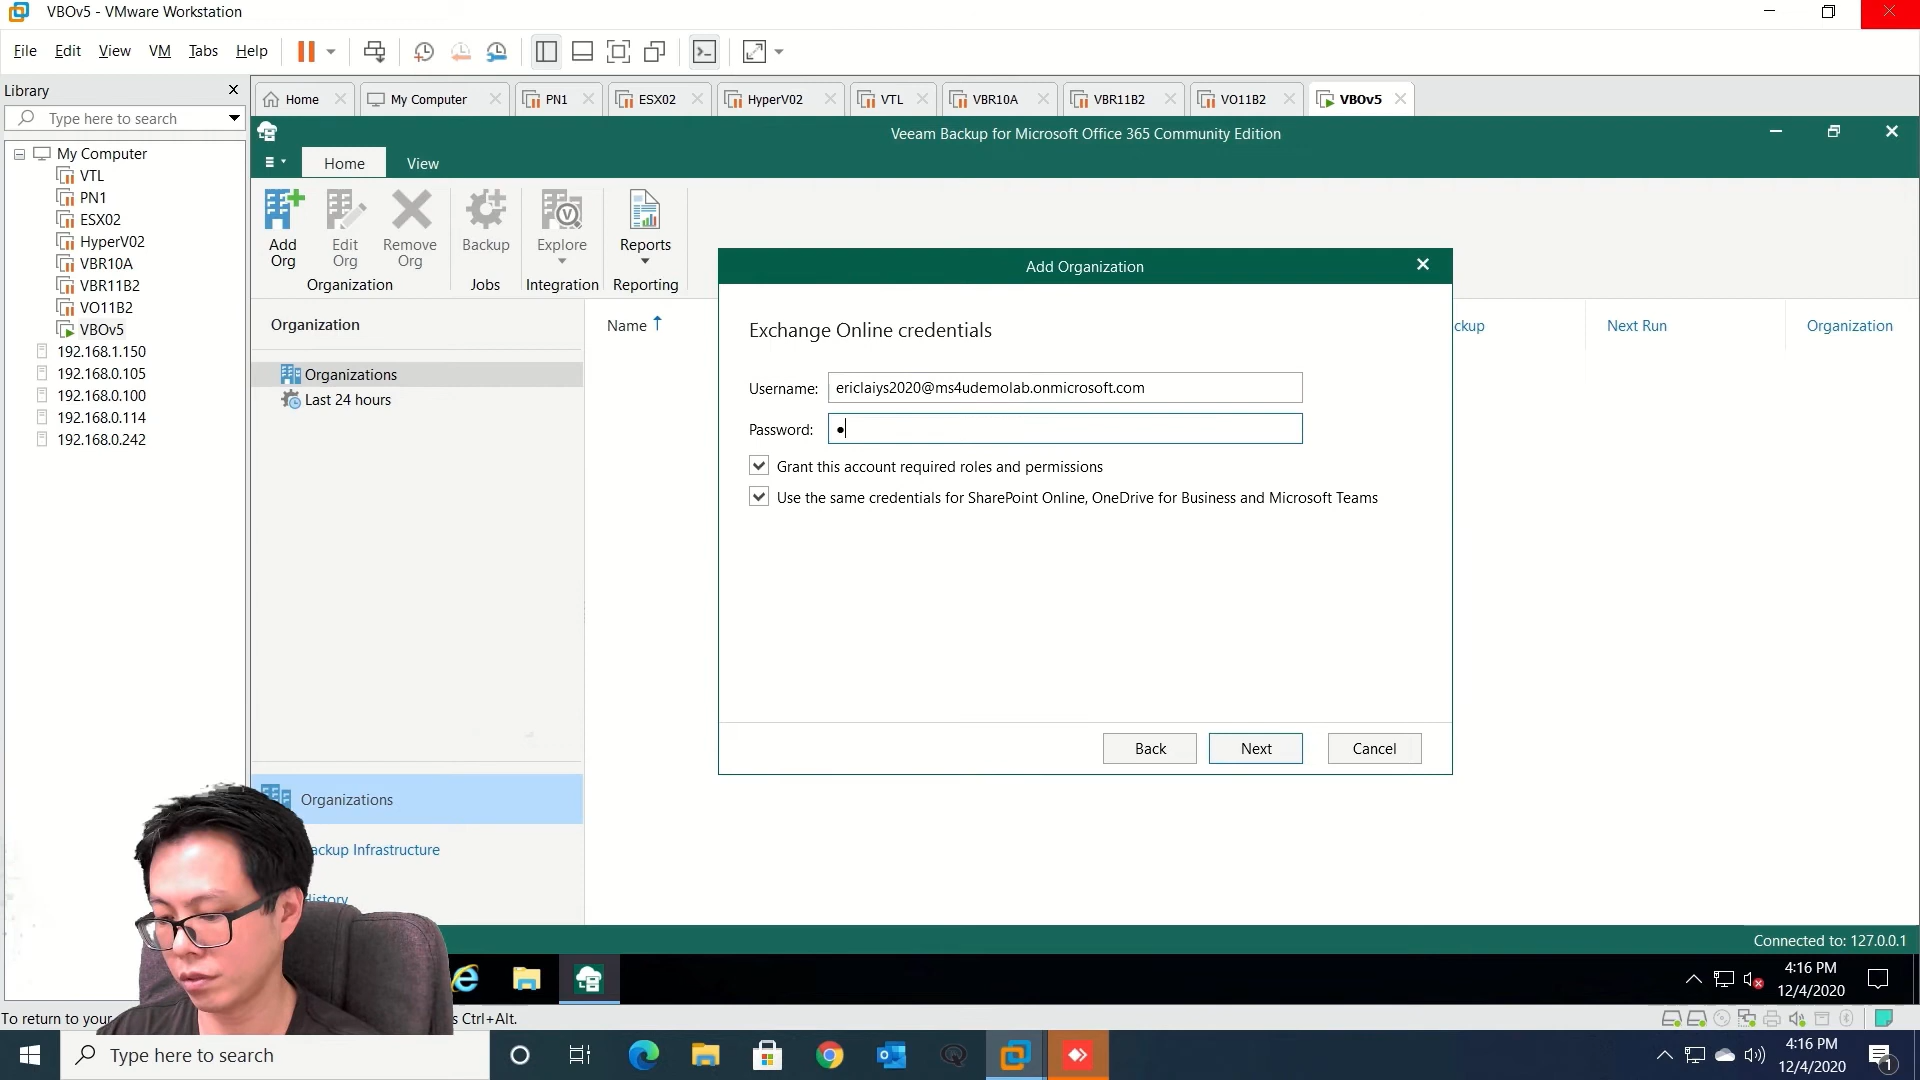 VBOv5 - VMware Workstation
File Edit View VM Tabs Help
Library
Type here to search
My Computer
VTL
PN1
ESX02
HyperV02
VBR10A
VBR11B2
VO11B2
VBOv5
192.168.1.150
192.168.0.105
192.168.0.100
192.168.0.114
192.168.0.242
Home My Computer PN1 ESX02 HyperV02 VTL VBR10A VBR11B2 VO11B2 VBOv5
Veeam Backup for Microsoft Office 365 Community Edition
Home View
Add Org
Edit Org
Remove Org
Backup
Explore
Reports
Organization Jobs Integration Reporting
Organization
Organizations
Last 24 hours
Name
ckup
Next Run
Organization
Add Organization
Exchange Online credentials
Username: ericlaiys2020@ms4udemolab.onmicrosoft.com
Password: ●
Grant this account required roles and permissions
Use the same credentials for SharePoint Online, OneDrive for Business and Microsoft Teams
Back Next Cancel
Organizations
ackup Infrastructure
History
Connected to: 127.0.0.1
4:16 PM
12/4/2020
To return to your
s Ctrl+Alt.
Type here to search
4:16 PM
12/4/2020
1